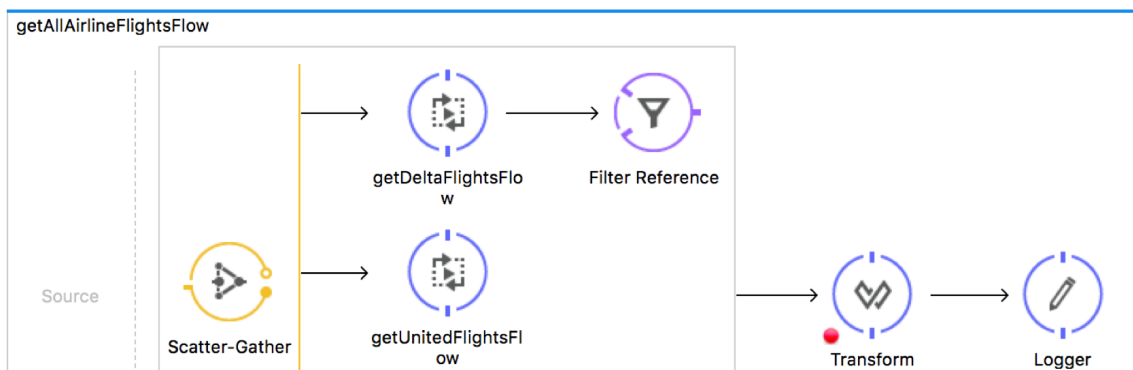 getAllAirlineFlightsFlow
getDeltaFlightsFlo
w
Filter Reference
Source
Scatter-Gather
getUnitedFlightsFl
ow
Transform
Logger